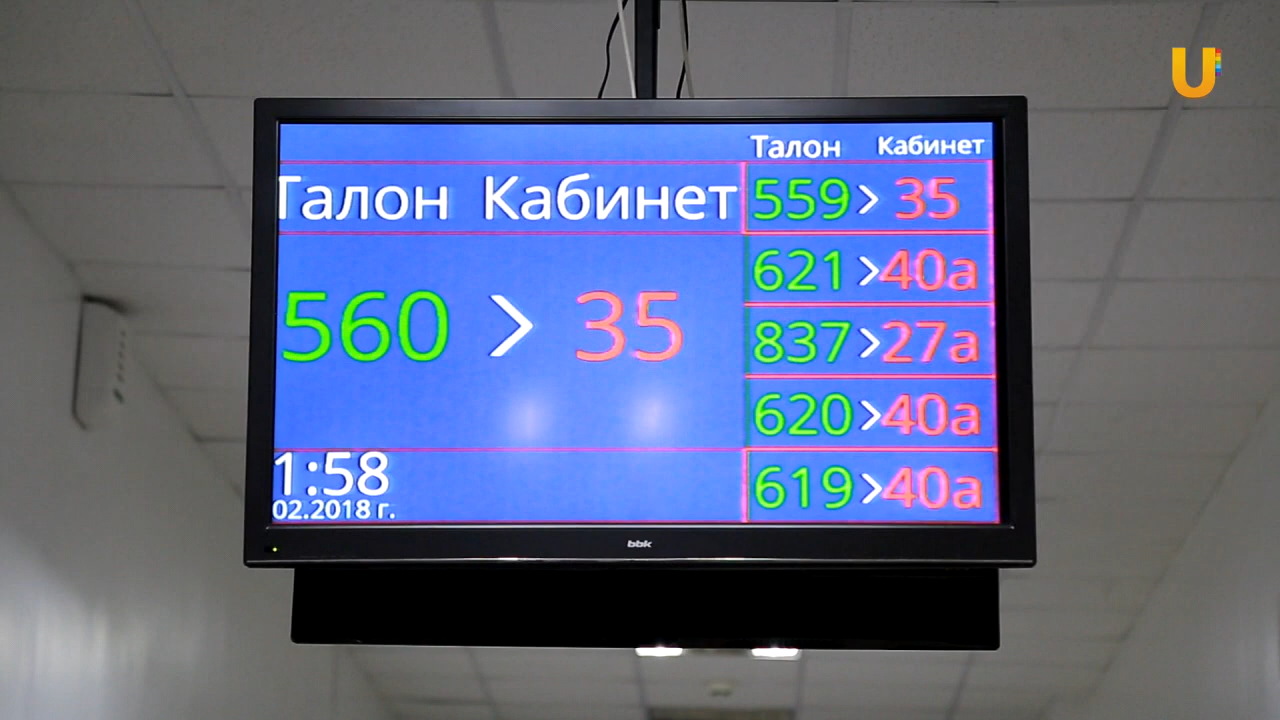 U
Талон Кабинет
Талон Кабинет
560 > 35
1:58
02.2018 г.
559 > 35
621 > 40а
837 > 27а
620 > 40а
619 > 40а
bbk